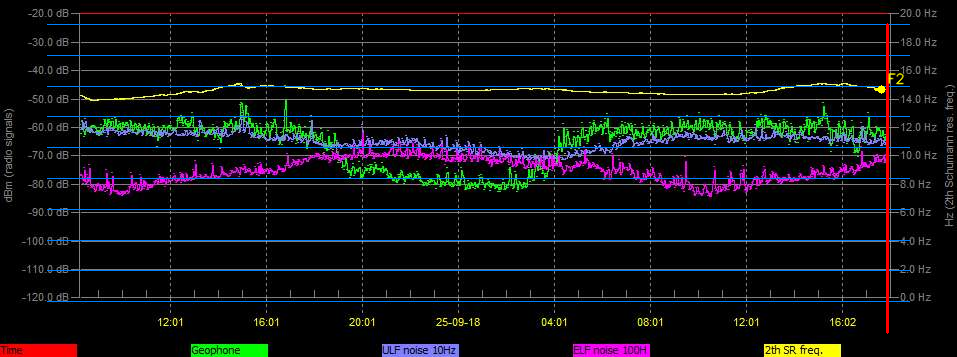 -20.0 dB 20.0 Hz
-30.0 dB 18.0 Hz
-40.0 dB 16.0 Hz
F2
-50.0 dB 14.0 Hz
-60.0 dB 12.0 Hz
-70.0 dB 10.0 Hz
-80.0 dB 8.0 Hz
-90.0 dB 6.0 Hz
-100.0 dB 4.0 Hz
-110.0 dB 2.0 Hz
-120.0 dB 0.0 Hz
dBm (radio signals)
Hz (2th Schumann res. freq.)
12:01 16:01 20:01 25-09-18 04:01 08:01 12:01 16:02
Time Geophone ULF noise 10Hz ELF noise 100H 2th SR freq.